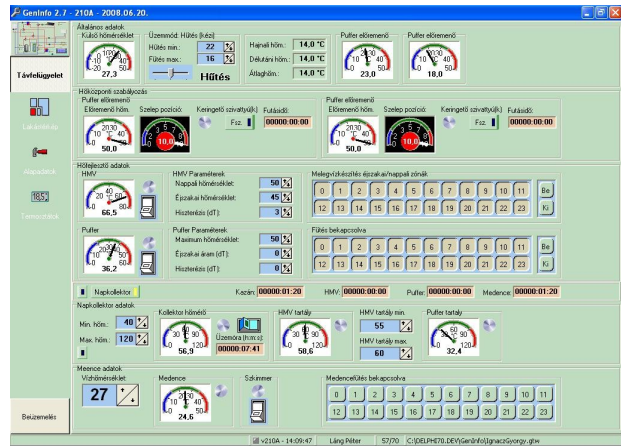 GenInfo 2.7 - 210A - 2008.06.20.
Távfelügyelet
Lakástérkép
Alapadatok
18,5
Termosztátok
Beüzemelés
Általános adatok
Külső hőmérséklet
27,3
Üzemmód: Hűtés (kézi)
Hűtés min.: 22
Fűtés max.: 16
Hűtés
Hajnali hőm.: 14,0 °C
Délutáni hőm.: 14,0 °C
Átlaghőm.: 14,0 °C
Puffer előremenő
23,0
Puffer előremenő
18,0
Hőközponti szabályozás
Puffer előremenő
Előremenő hőm. Szelep pozíció: Keringető szivattyú(k) Futásidő:
50,0 10,0 Fsz. 00000:00:00
Puffer előremenő
Előremenő hőm. Szelep pozíció: Keringető szivattyú(k) Futásidő:
50,0 10,0 Fsz. 00000:00:00
Hőfejlesztő adatok
HMV
66,5
HMV Paraméterek
Nappali hőmérséklet: 50
Éjszakai hőmérséklet: 45
Hiszterézis (dT): 3
Melegvízkészítés éjszakai/nappali zónák
0 1 2 3 4 5 6 7 8 9 10 11 Be
12 13 14 15 16 17 18 19 20 21 22 23 Ki
Puffer
36,2
Puffer Paraméterek
Maximum hőmérséklet: 50
Éjszakai áram (dT): 0
Hiszterézis (dT): 0
Fűtés bekapcsolva
0 1 2 3 4 5 6 7 8 9 10 11 Be
12 13 14 15 16 17 18 19 20 21 22 23 Ki
Napkollektor Kazán: 00000:01:20 HMV: 00000:00:00 Puffer: 00000:00:00 Medence: 00000:01:20
Napkollektor adatok
Min. hőm.: 40
Max. hőm.: 120
Kollektor hőmérő
56,9
Üzemóra (h:m:s):
00000:07:41
HMV tartály
50,6
HMV tartály min.
55
HMV tartály max.
60
Puffer tartály
32,4
Meence adatok
Vízhőmérséklet
27
Medence
24,6
Szkimmer
Medencefűtés bekapcsolva
0 1 2 3 4 5 6 7 8 9 10 11
12 13 14 15 16 17 18 19 20 21 22 23
v210A - 14:09:47 Láng Péter 57/70 C:\DELPHI70.DEV\GenInfo\IgnaczGyorgy.gbe